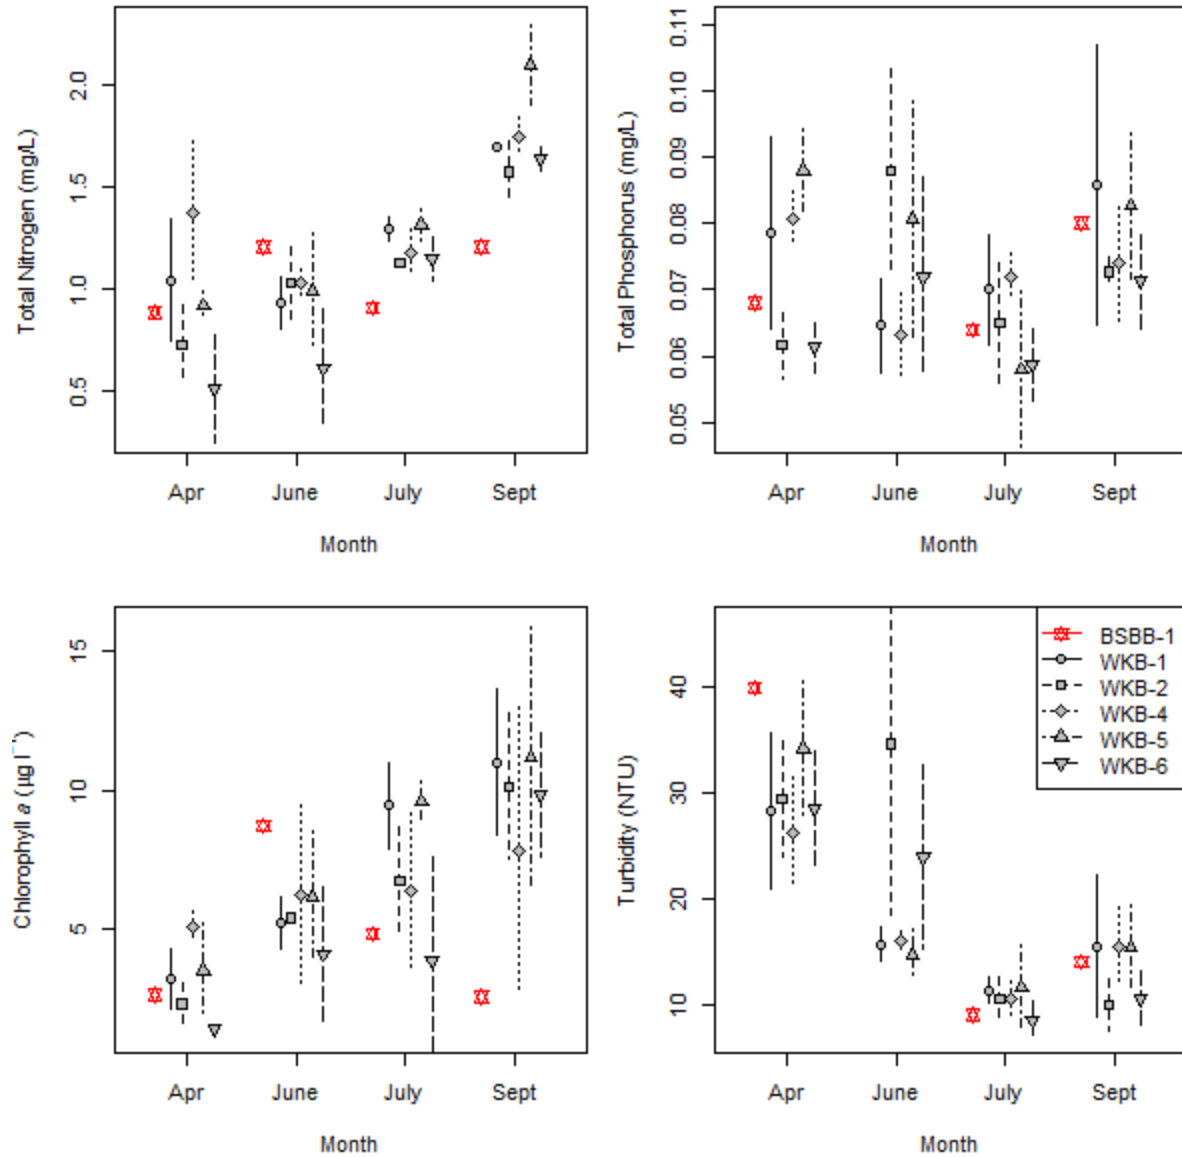 Total Nitrogen (mg/L)
2.0
1.5
1.0
0.5
Apr June July Sept
Month
Total Phosphorus (mg/L)
0.11
0.10
0.09
0.08
0.07
0.06
0.05
Apr June July Sept
Month
Chlorophyll a (µg l⁻)
15
10
5
Apr June July Sept
Month
Turbidity (NTU)
40
30
20
10
Apr June July Sept
Month
BSBB-1
WKB-1
WKB-2
WKB-4
WKB-5
WKB-6